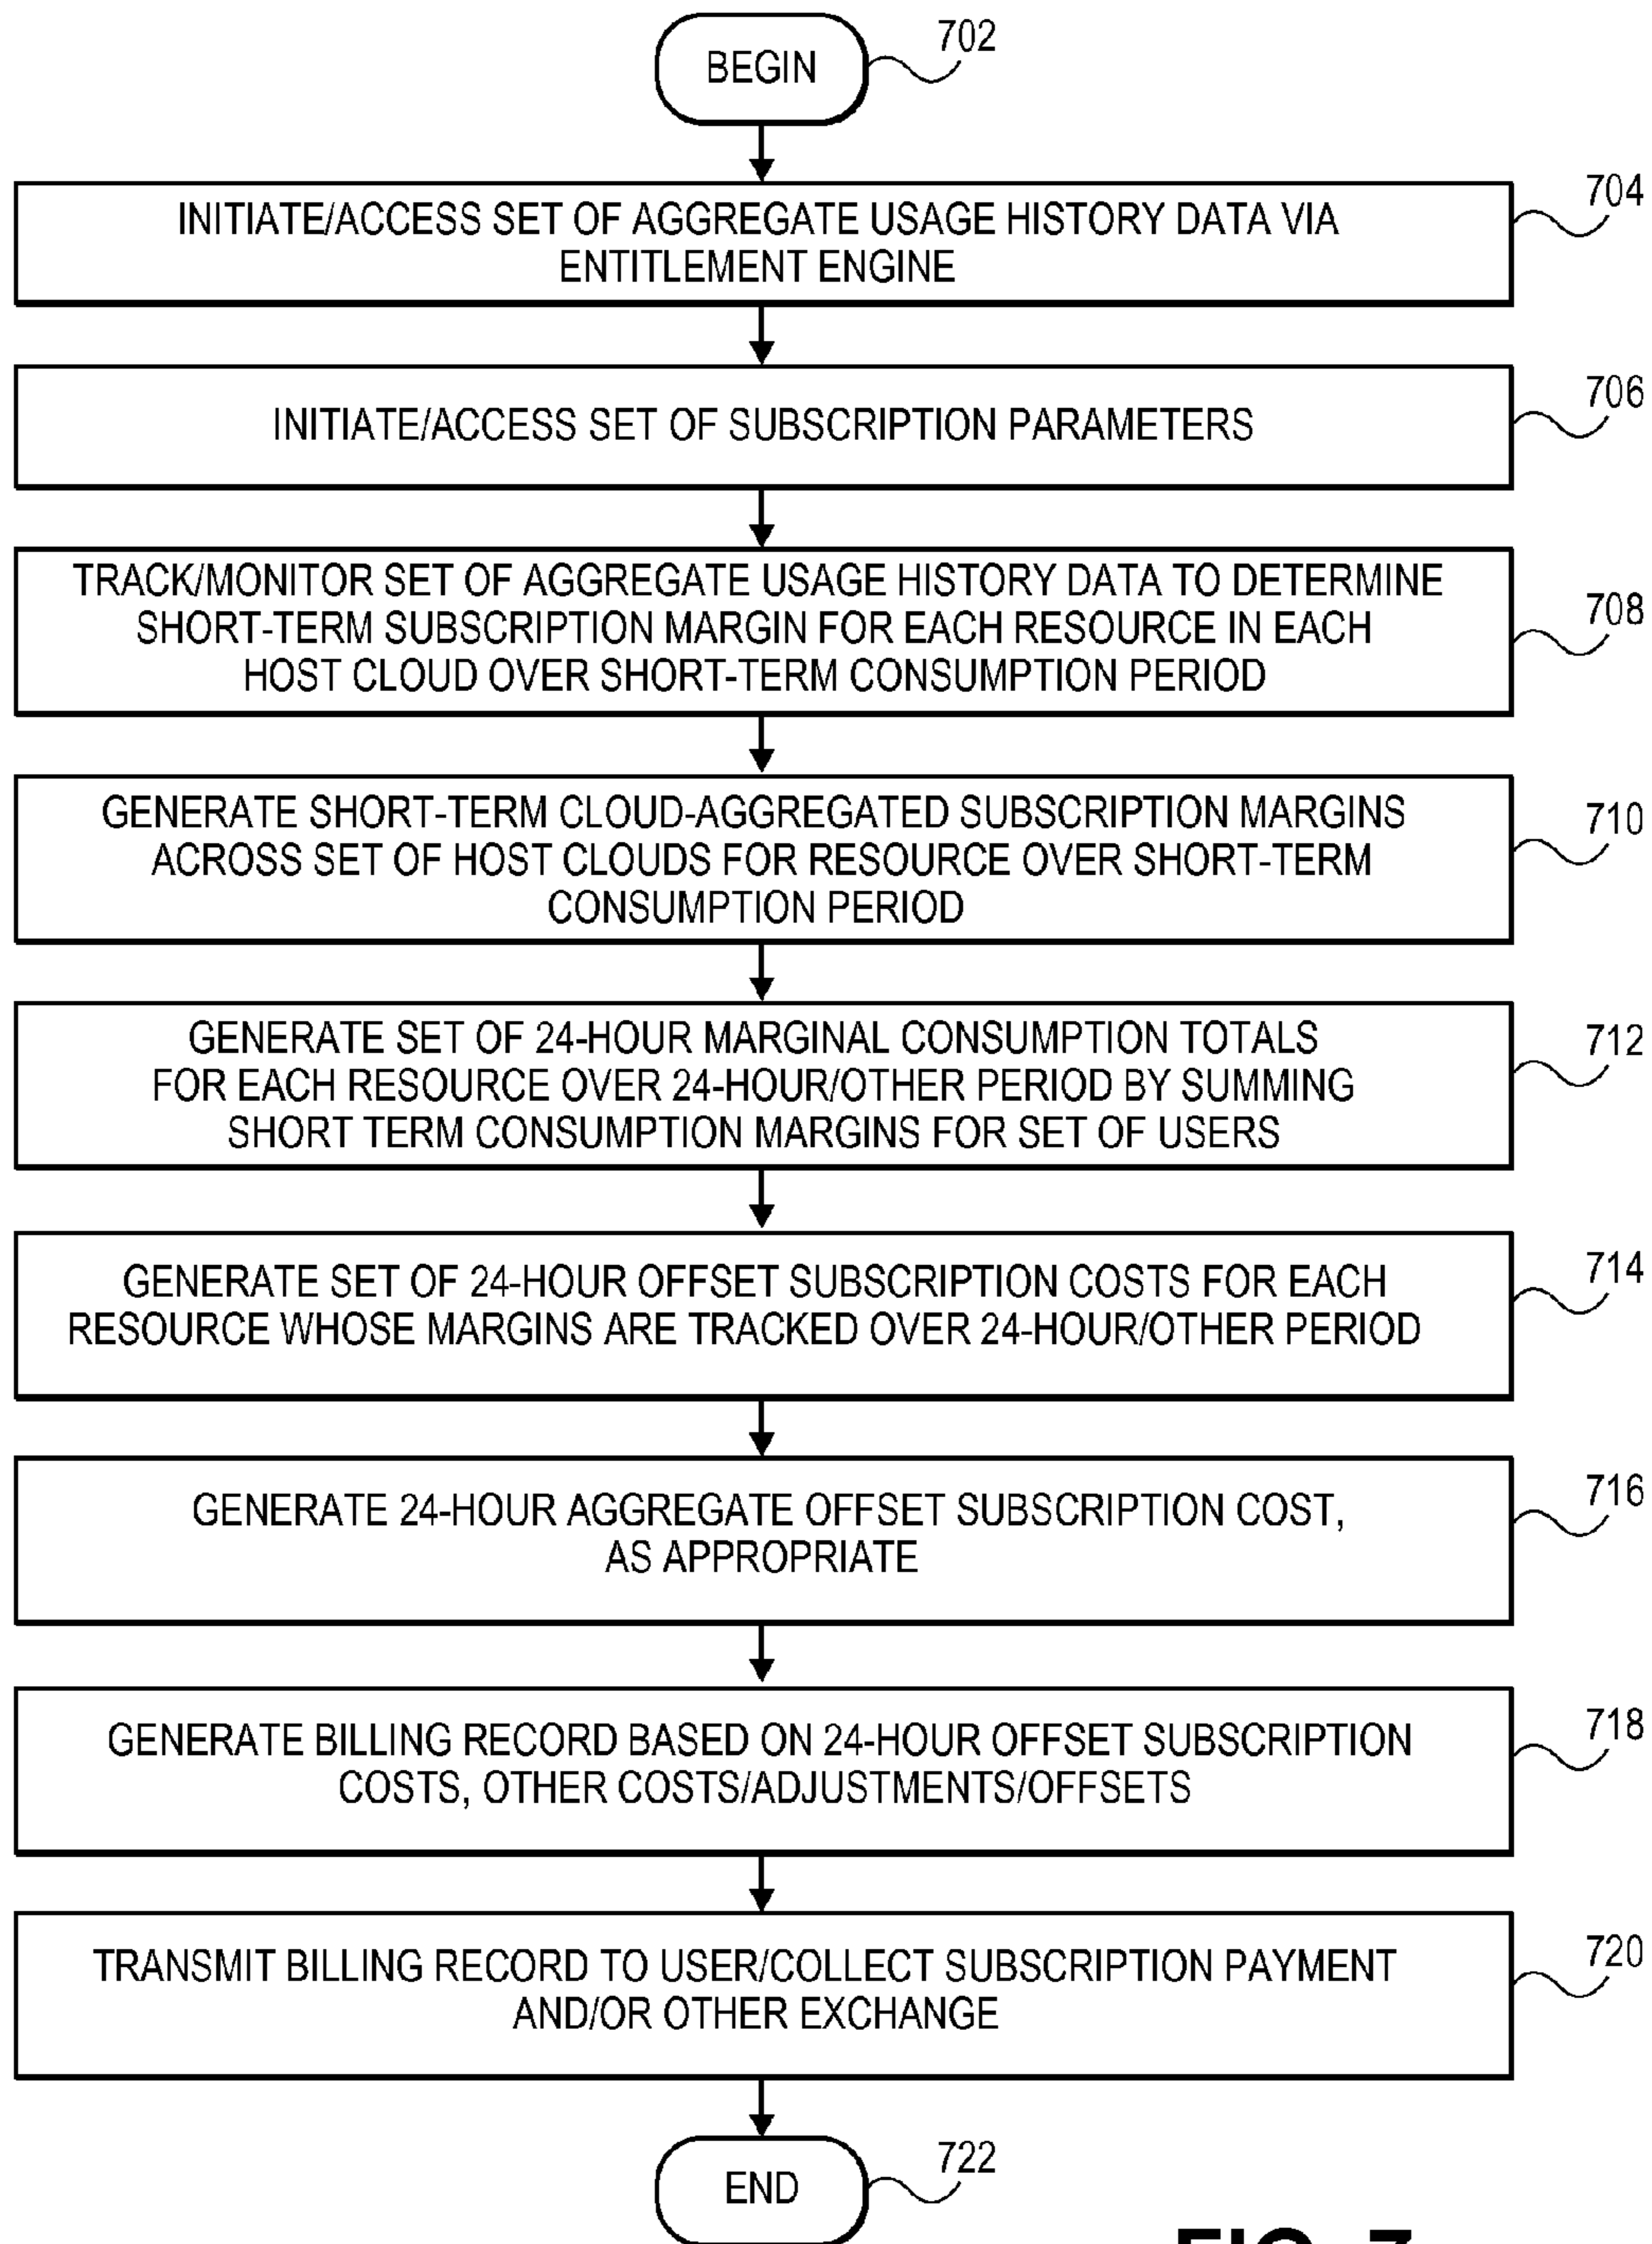 BEGIN
702
INITIATE/ACCESS SET OF AGGREGATE USAGE HISTORY DATA VIA
ENTITLEMENT ENGINE
704
INITIATE/ACCESS SET OF SUBSCRIPTION PARAMETERS
706
TRACK/MONITOR SET OF AGGREGATE USAGE HISTORY DATA TO DETERMINE
SHORT-TERM SUBSCRIPTION MARGIN FOR EACH RESOURCE IN EACH
HOST CLOUD OVER SHORT-TERM CONSUMPTION PERIOD
708
GENERATE SHORT-TERM CLOUD-AGGREGATED SUBSCRIPTION MARGINS
ACROSS SET OF HOST CLOUDS FOR RESOURCE OVER SHORT-TERM
CONSUMPTION PERIOD
710
GENERATE SET OF 24-HOUR MARGINAL CONSUMPTION TOTALS
FOR EACH RESOURCE OVER 24-HOUR/OTHER PERIOD BY SUMMING
SHORT TERM CONSUMPTION MARGINS FOR SET OF USERS
712
GENERATE SET OF 24-HOUR OFFSET SUBSCRIPTION COSTS FOR EACH
RESOURCE WHOSE MARGINS ARE TRACKED OVER 24-HOUR/OTHER PERIOD
714
GENERATE 24-HOUR AGGREGATE OFFSET SUBSCRIPTION COST,
AS APPROPRIATE
716
GENERATE BILLING RECORD BASED ON 24-HOUR OFFSET SUBSCRIPTION
COSTS, OTHER COSTS/ADJUSTMENTS/OFFSETS
718
TRANSMIT BILLING RECORD TO USER/COLLECT SUBSCRIPTION PAYMENT
AND/OR OTHER EXCHANGE
720
END
722